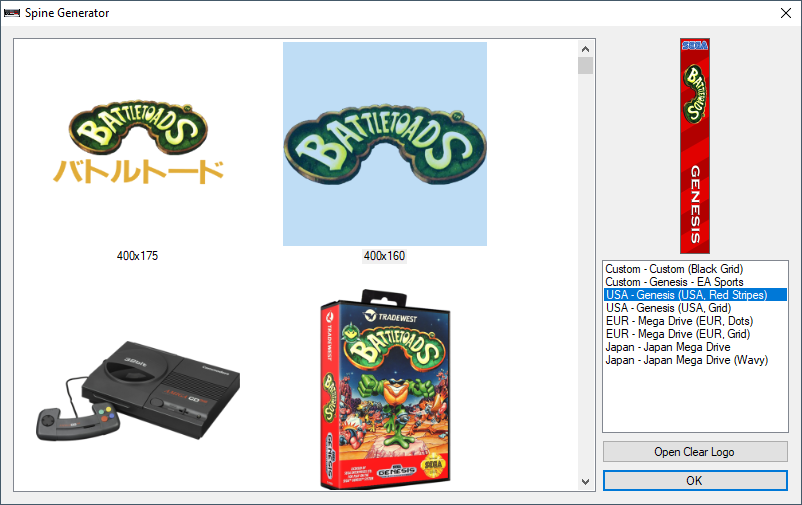 Spine Generator
BATTLETOADS
バトルトード
400x175
BATTLETOADS
400x160
TRADEWEST
TRADEWEST
BATTLETOADS
GENESIS
SEGA
SEGA
BATTLETOADS
GENESIS
Custom - Custom (Black Grid)
Custom - Genesis - EA Sports
USA - Genesis (USA, Red Stripes)
USA - Genesis (USA, Grid)
EUR - Mega Drive (EUR, Dots)
EUR - Mega Drive (EUR, Grid)
Japan - Japan Mega Drive
Japan - Japan Mega Drive (Wavy)
Open Clear Logo
OK